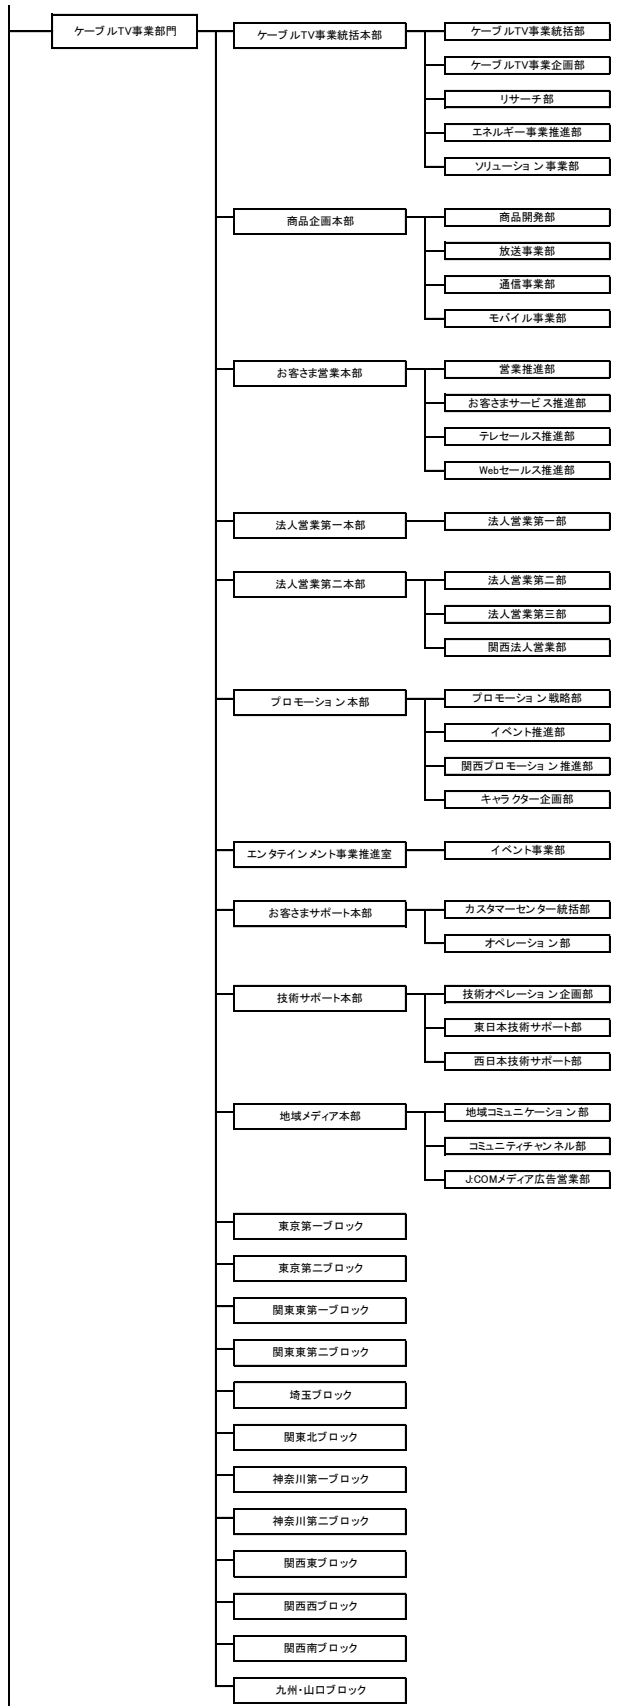 ケーブルTV事業部門
ケーブルTV事業統括本部
ケーブルTV事業統括部
ケーブルTV事業企画部
リサーチ部
エネルギー事業推進部
ソリューション事業部
商品企画本部
商品開発部
放送事業部
通信事業部
モバイル事業部
お客さま営業本部
営業推進部
お客さまサービス推進部
テレセールス推進部
Webセールス推進部
法人営業第一本部
法人営業第一部
法人営業第二本部
法人営業第二部
法人営業第三部
関西法人営業部
プロモーション本部
プロモーション戦略部
イベント推進部
関西プロモーション推進部
キャラクター企画部
エンタテインメント事業推進室
イベント事業部
お客さまサポート本部
カスタマーセンター統括部
オペレーション部
技術サポート本部
技術オペレーション企画部
東日本技術サポート部
西日本技術サポート部
地域メディア本部
地域コミュニケーション部
コミュニティチャンネル部
J:COMメディア広告営業部
東京第一ブロック
東京第二ブロック
関東東第一ブロック
関東東第二ブロック
埼玉ブロック
関東北ブロック
神奈川第一ブロック
神奈川第二ブロック
関西東ブロック
関西西ブロック
関西南ブロック
九州・山口ブロック